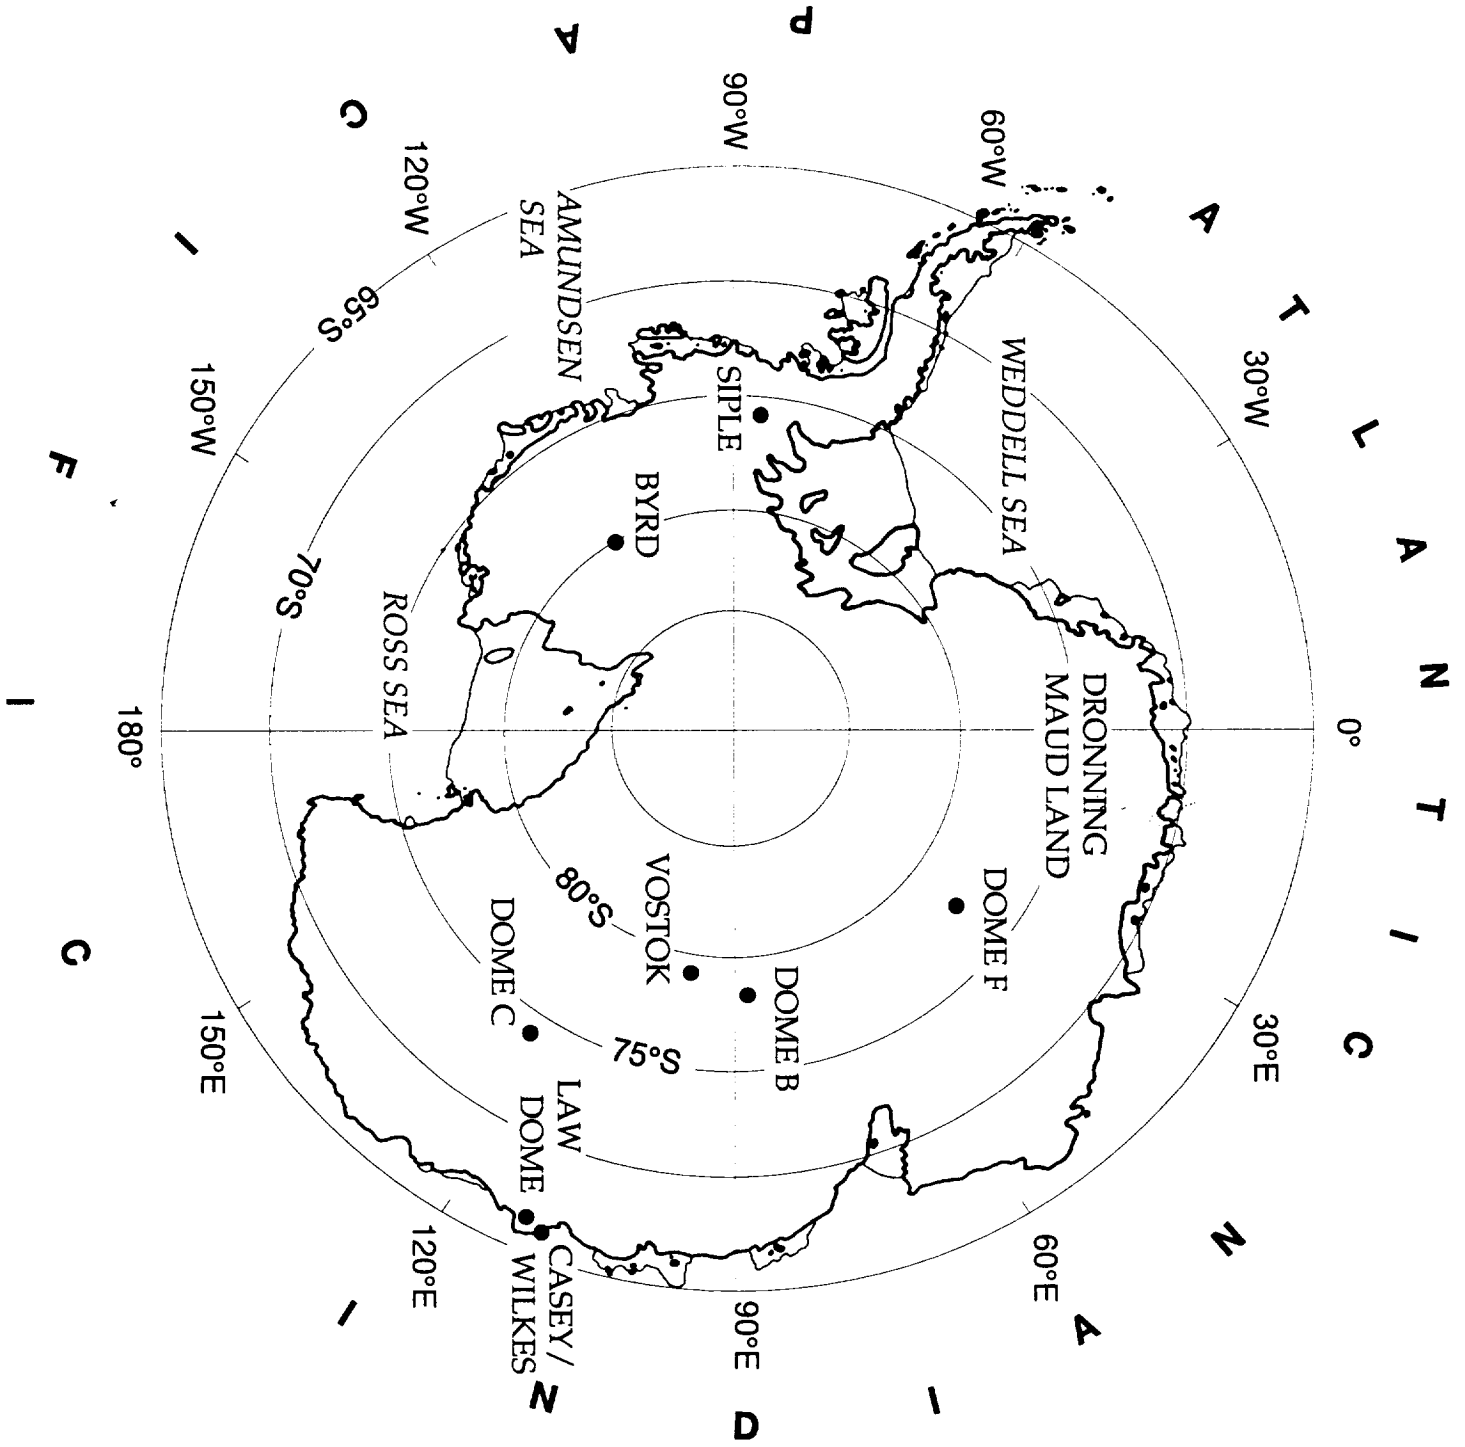 PACIFIC
ATLANTIC
INDIAN
90°W
60°W
30°W
0°
30°E
60°E
90°E
120°E
150°E
180°
150°W
120°W
65°S
70°S
75°S
80°S
AMUNDSEN
SEA
WEDDELL SEA
ROSS SEA
SIPLE
BYRD
DRONNING
MAUD LAND
DOME F
VOSTOK
DOME B
DOME C
LAW
DOME
CASEY/
WILKES